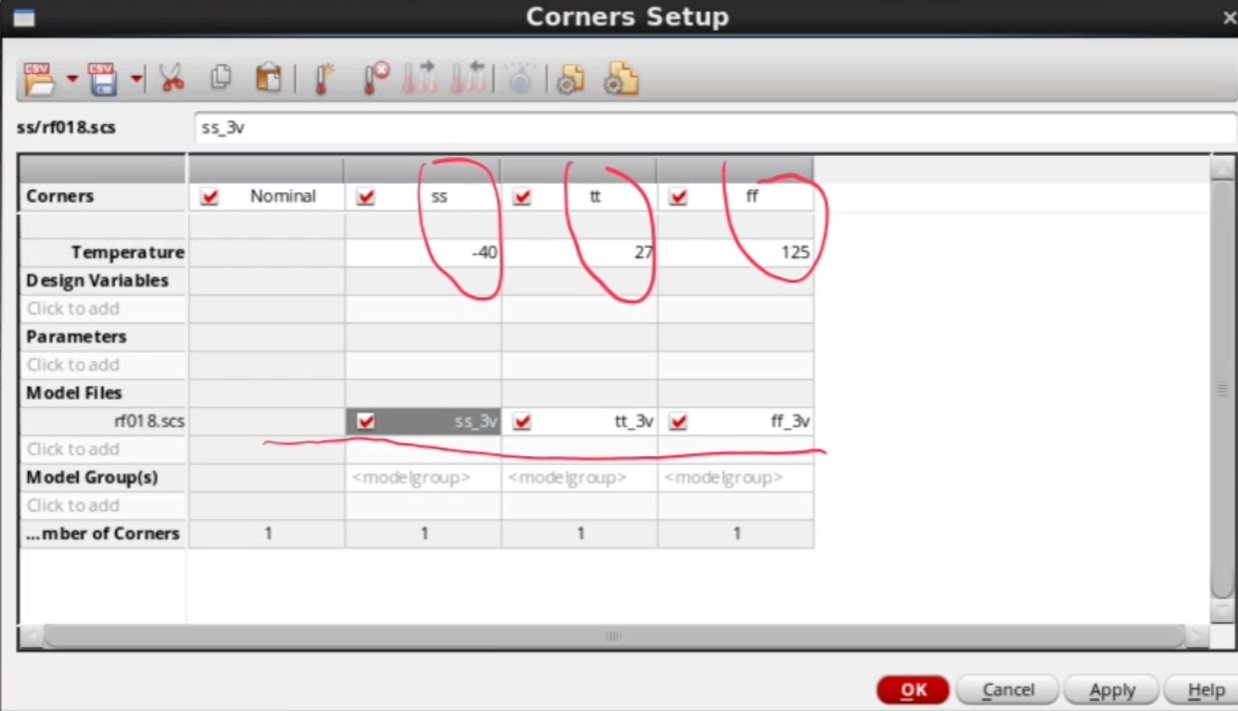 Corners Setup
CSV CSV
ss/rf018.scs ss_3v
Corners Nominal ss tt ff
Temperature -40 27 125
Design Variables
Click to add
Parameters
Click to add
Model Files
rf018.scs ss_3v tt_3v ff_3v
Click to add
Model Group(s) <modelgroup> <modelgroup> <modelgroup>
Click to add
...mber of Corners 1 1 1 1
OK Cancel Apply Help